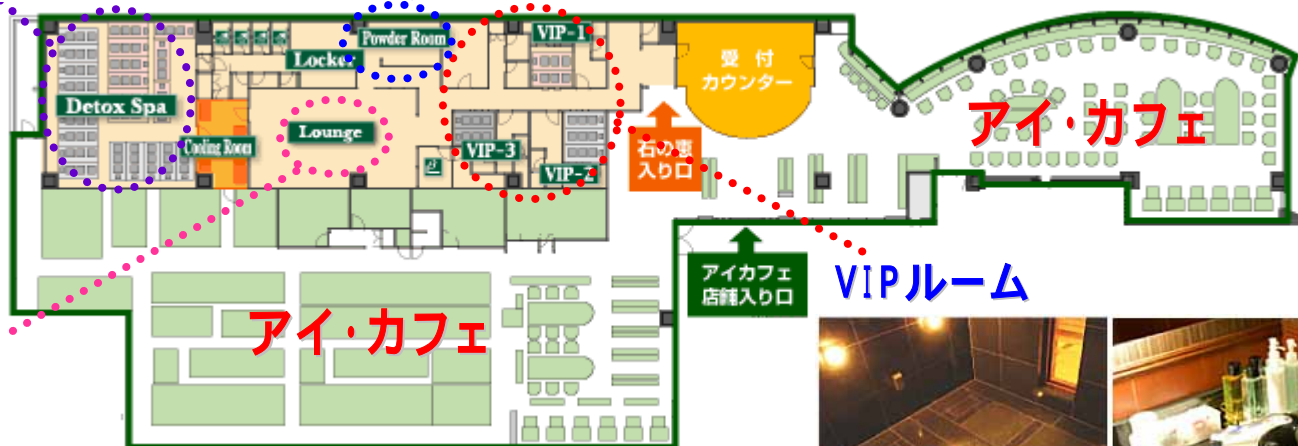 Powder Room
VIP-1
受 付
カウンター
Locker
Detox Spa
Lounge
アイ・カフェ
Cooling Room
VIP-3
石の恵
入り口
VIP-2
アイカフェ
店舗入り口
VIPルーム
アイ・カフェ